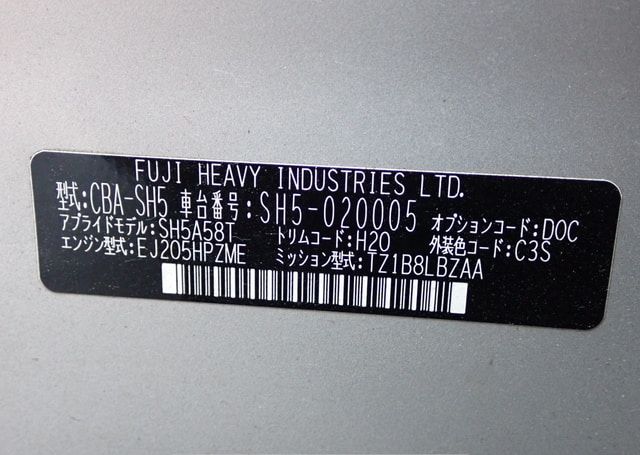 FUJI HEAVY INDUSTRIES LTD.
型式:CBA-SH5 車台番号:SH5-020005 オプションコード:DOC
アプライドモデル:SH5A58T トリムコード:H20 外装色コード:C3S
エンジン型式:EJ205HPZME ミッション型式:TZ1B8LBZAA